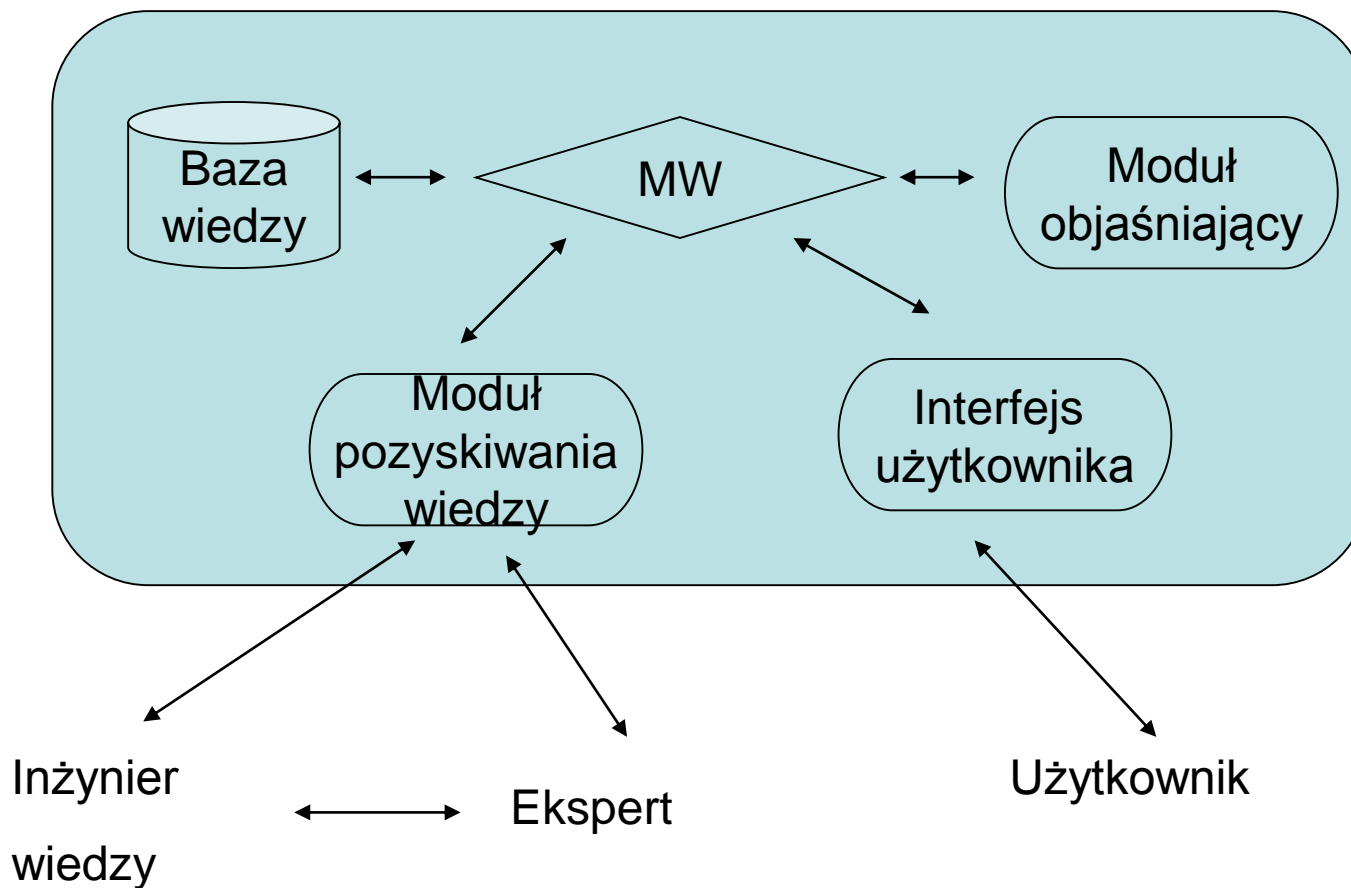 Baza
wiedzy
MW
Moduł
objaśniający
Moduł
pozyskiwania
wiedzy
Interfejs
użytkownika
Inżynier
wiedzy
Ekspert
Użytkownik